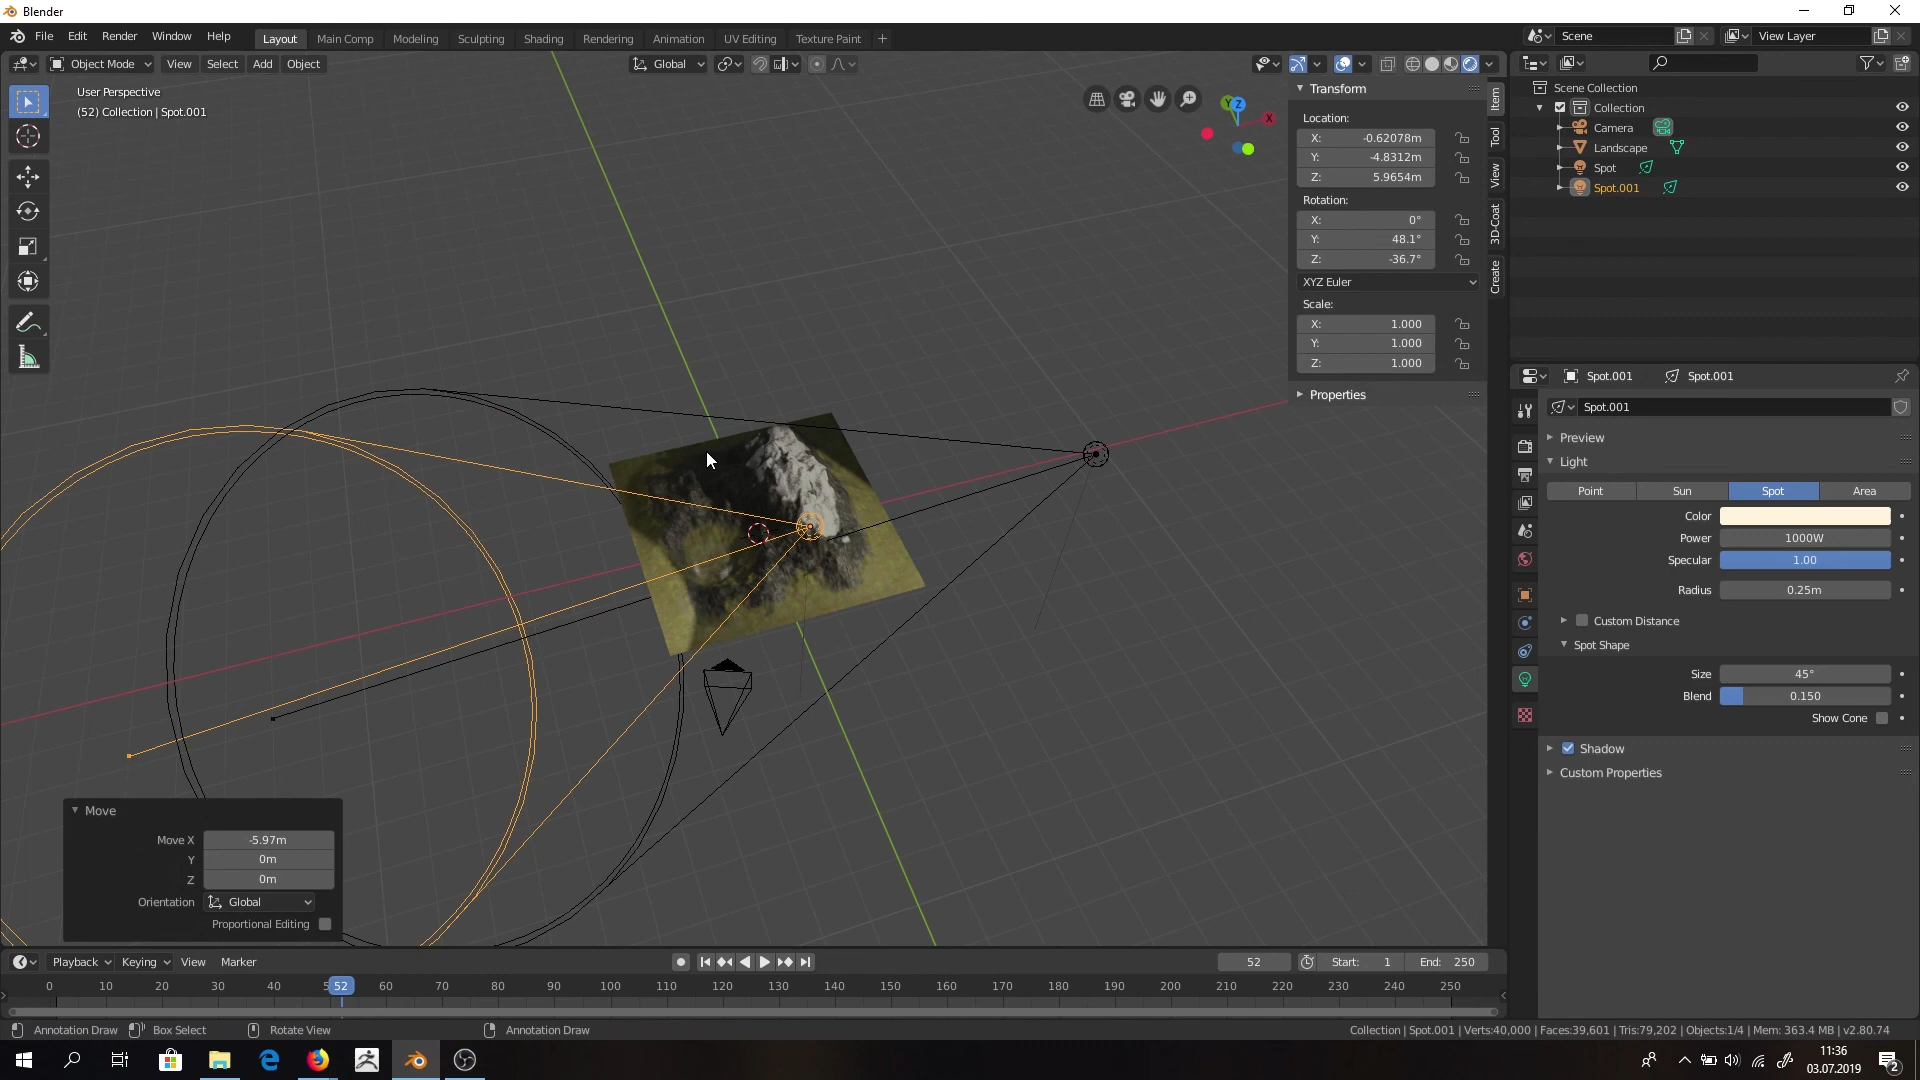 Blender
File Edit Render Window Help
Layout Main Comp Modeling Sculpting Shading Rendering Animation UV Editing Texture Paint +
Scene View Layer
Object Mode View Select Add Object
Global
User Perspective
(52) Collection | Spot.001
Y Z X
Transform
Location:
X: -0.62078m
Y: -4.8312m
Z: 5.9654m
Rotation:
X: 0°
Y: 48.1°
Z: -36.7°
XYZ Euler
Scale:
X: 1.000
Y: 1.000
Z: 1.000
Properties
Item
Tool
View
3D-Coat
Create
Scene Collection
Collection
Camera
Landscape
Spot
Spot.001
Spot.001 Spot.001
Spot.001
Preview
Light
Point Sun Spot Area
Color
Power 1000W
Specular 1.00
Radius 0.25m
Custom Distance
Spot Shape
Size 45°
Blend 0.150
Show Cone
Shadow
Custom Properties
Move
Move X -5.97m
Y 0m
Z 0m
Orientation Global
Proportional Editing
Playback Keying View Marker
52 Start: 1 End: 250
0 10 20 30 40 5 52 60 70 80 90 100 110 120 130 140 150 160 170 180 190 200 210 220 230 240 250
Annotation Draw Box Select Rotate View Annotation Draw
Collection | Spot.001 | Verts:40,000 | Faces:39,601 | Tris:79,202 | Objects:1/4 | Mem: 363.4 MB | v2.80.74
11:36
03.07.2019
2